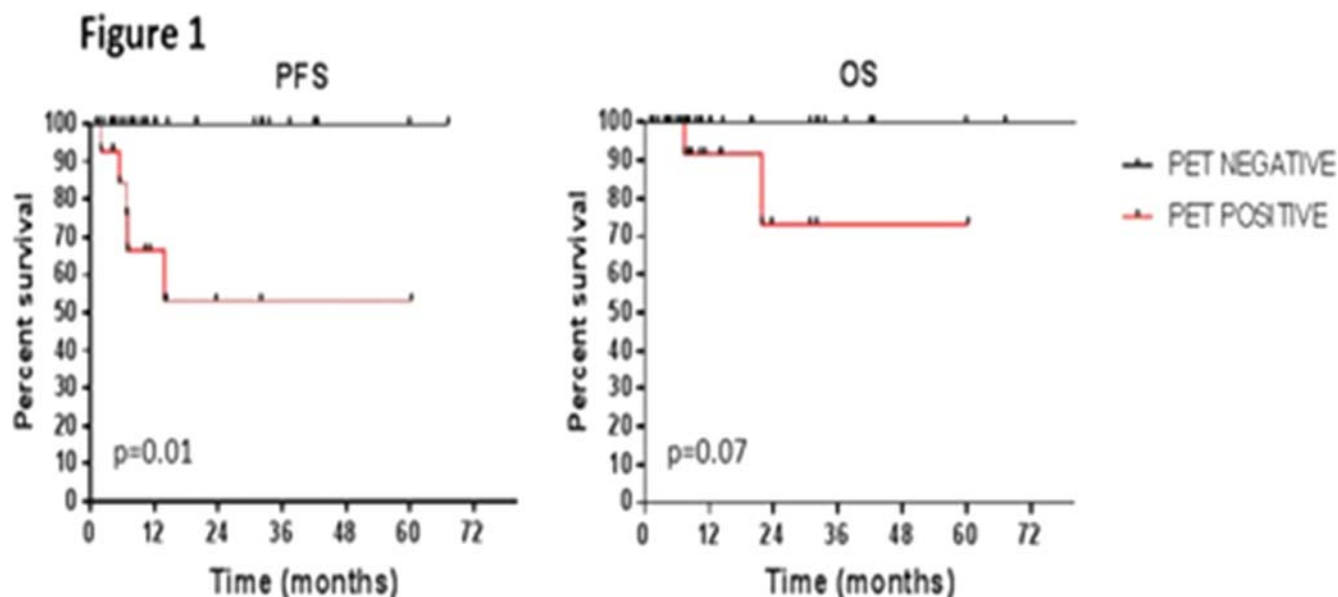 Figure 1
PFS
100
90
80
70
60
50
40
30
20
10
0
Percent survival
p=0.01
0 12 24 36 48 60 72
Time (months)
OS
100
90
80
70
60
50
40
30
20
10
0
Percent survival
p=0.07
0 12 24 36 48 60 72
Time (months)
PET NEGATIVE
PET POSITIVE